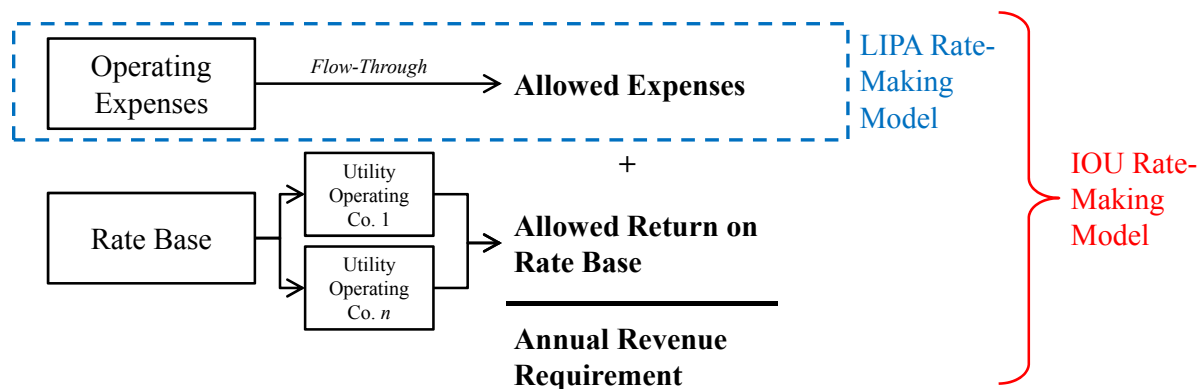 Operating
Expenses
Flow-Through
Allowed Expenses
LIPA Rate-
Making
Model
+
Rate Base
Utility
Operating
Co. 1
Utility
Operating
Co. n
Allowed Return on
Rate Base
Annual Revenue
Requirement
IOU Rate-
Making
Model